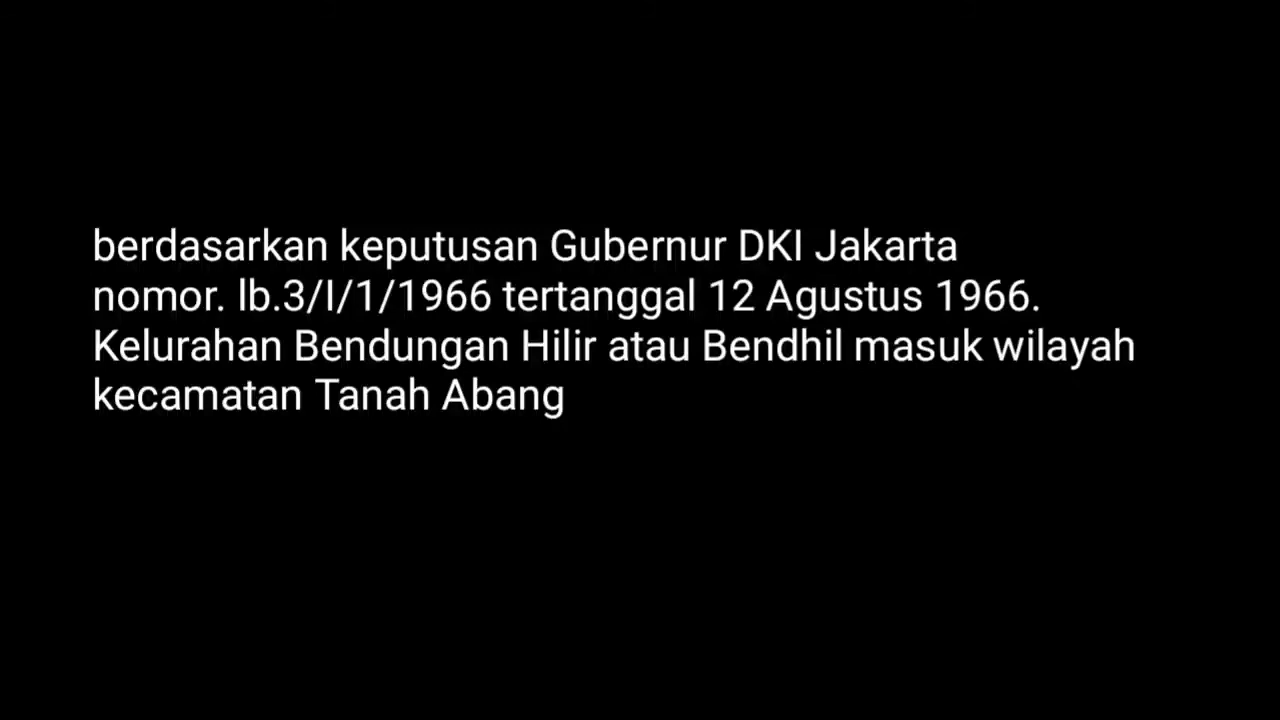 berdasarkan keputusan Gubernur DKI Jakarta
nomor. lb.3/I/1/1966 tertanggal 12 Agustus 1966.
Kelurahan Bendungan Hilir atau Bendhil masuk wilayah
kecamatan Tanah Abang